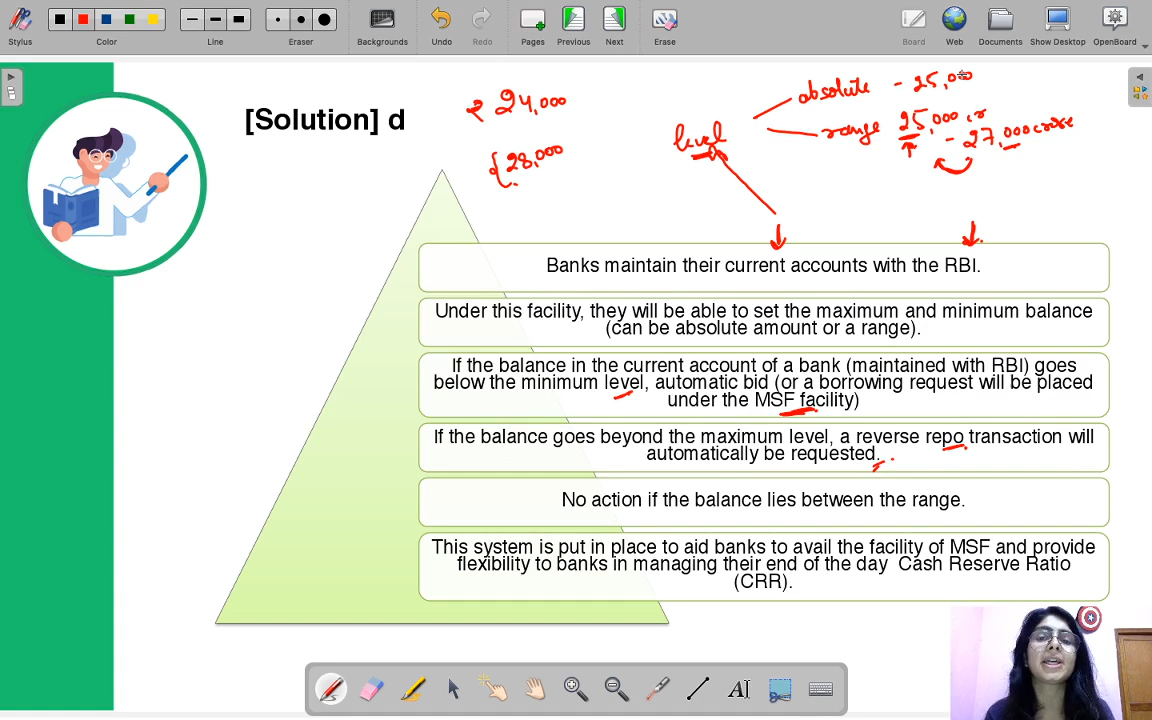 Stylus
Color
Line
Eraser
Backgrounds
Undo
Redo
Pages
Previous
Next
Erase
Board
Web
Documents
Show Desktop
OpenBoard
[Solution] d
₹ 24,000
28,000
level
absolute - 25,000
range 25,000 cr
- 27,000 crore
Banks maintain their current accounts with the RBI.
Under this facility, they will be able to set the maximum and minimum balance
(can be absolute amount or a range).
If the balance in the current account of a bank (maintained with RBI) goes
below the minimum level, automatic bid (or a borrowing request will be placed
under the MSF facility)
If the balance goes beyond the maximum level, a reverse repo transaction will
automatically be requested.
No action if the balance lies between the range.
This system is put in place to aid banks to avail the facility of MSF and provide
flexibility to banks in managing their end of the day Cash Reserve Ratio
(CRR).